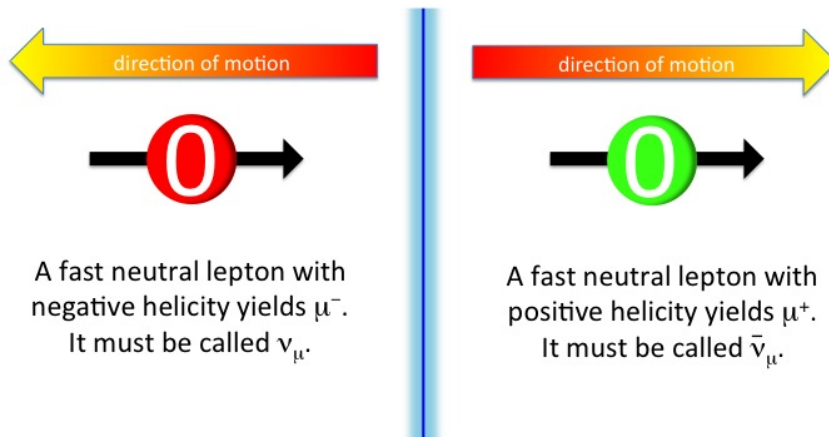 direction of motion
0
A fast neutral lepton with
negative helicity yields μ⁻.
It must be called ν_μ.
direction of motion
0
A fast neutral lepton with
positive helicity yields μ⁺.
It must be called ν̄_μ.